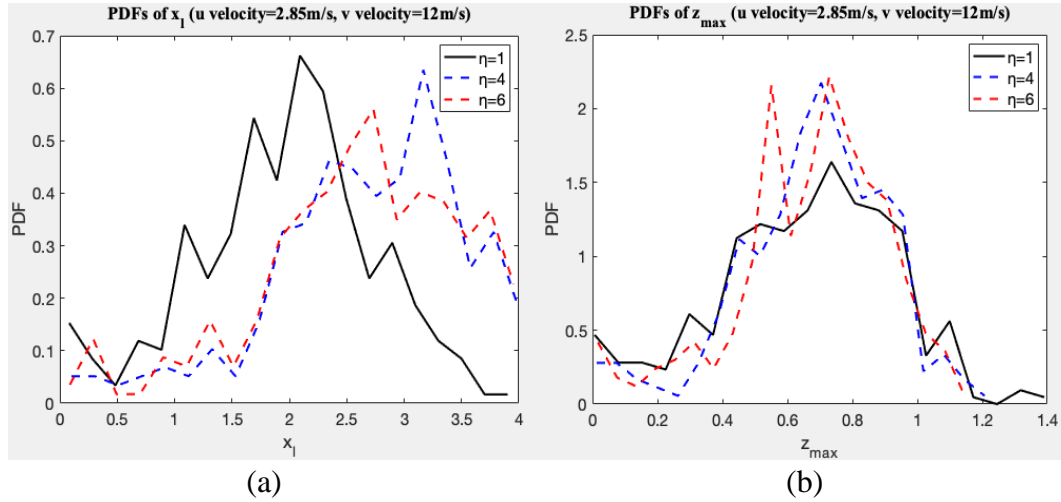 PDFs of x_l (u velocity=2.85m/s, v velocity=12m/s)
0.7
0.6
0.5
0.4
0.3
0.2
0.1
0
PDF
η=1
η=4
η=6
0 0.5 1 1.5 2 2.5 3 3.5 4
x_l
(a)
PDFs of z_max (u velocity=2.85m/s, v velocity=12m/s)
2.5
2
1.5
1
0.5
0
PDF
η=1
η=4
η=6
0 0.2 0.4 0.6 0.8 1 1.2 1.4
z_max
(b)